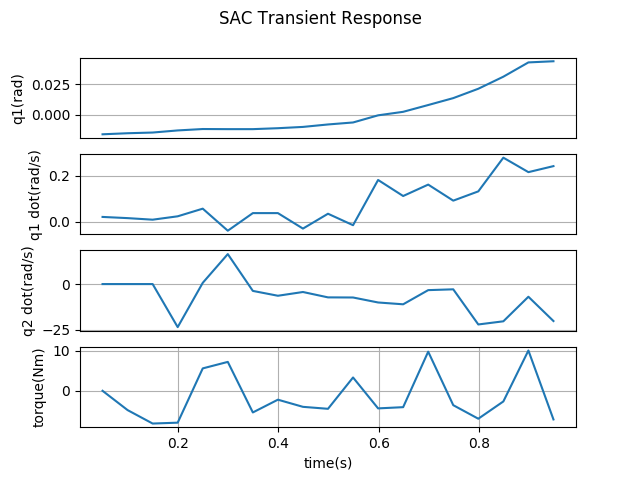 SAC Transient Response
q1(rad)
0.025
0.000
q1 dot(rad/s)
0.2
0.0
q2 dot(rad/s)
0
−25
torque(Nm)
10
0
0.2 0.4 0.6 0.8
time(s)